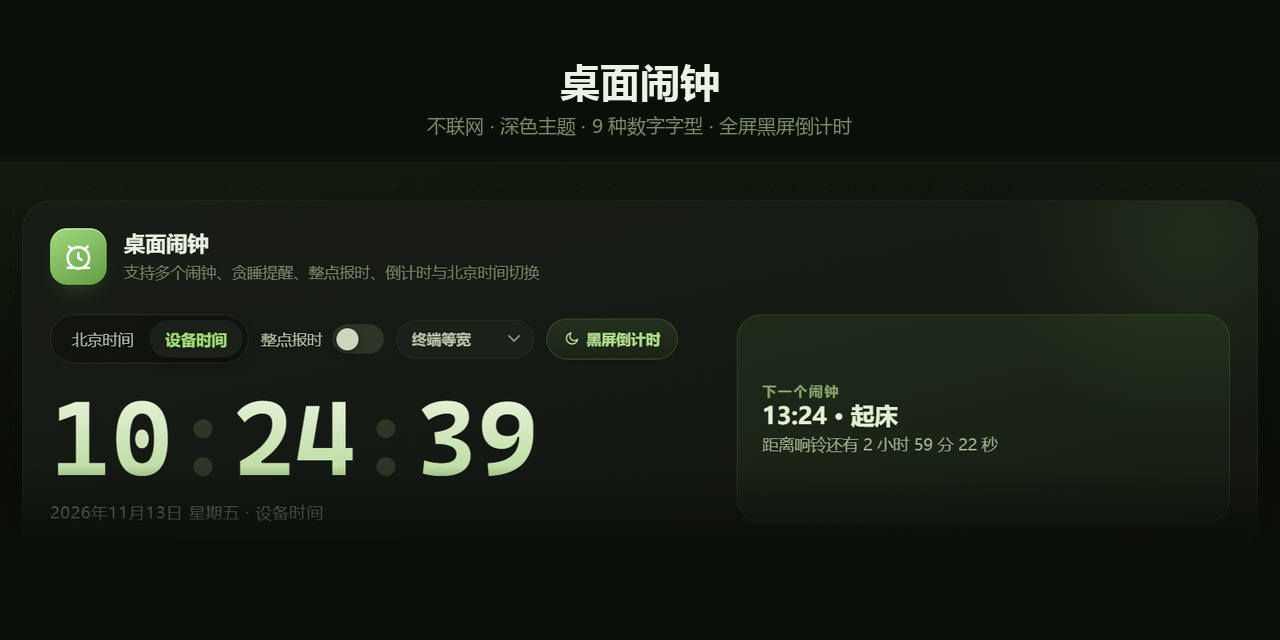 桌面闹钟
不联网 · 深色主题 · 9 种数字字型 · 全屏黑屏倒计时
桌面闹钟
支持多个闹钟、贪睡提醒、整点报时、倒计时与北京时间切换
北京时间 设备时间 整点报时 终端等宽 黑屏倒计时
10:24:39
2026年11月13日 星期五 · 设备时间
下一个闹钟
13:24 • 起床
距离响铃还有 2 小时 59 分 22 秒